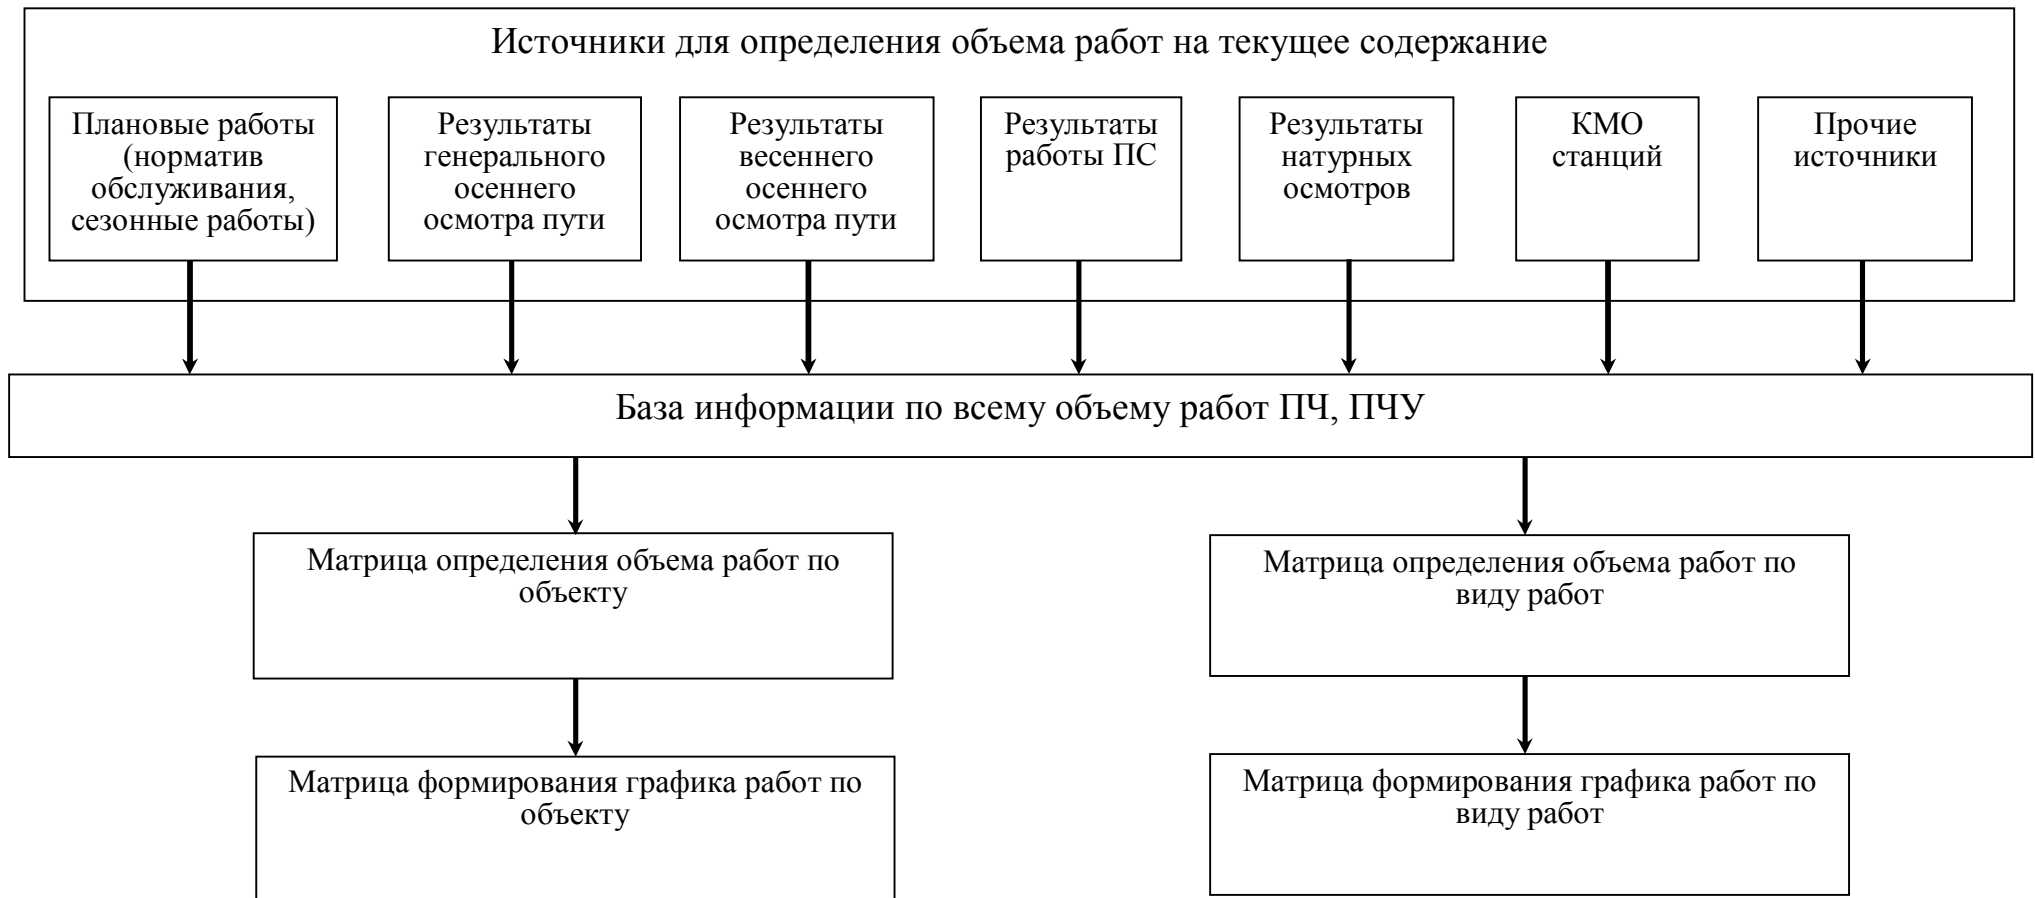 Источники для определения объема работ на текущее содержание
Плановые работы
(норматив
обслуживания,
сезонные работы)
Результаты
генерального
осеннего
осмотра пути
Результаты
весеннего
осеннего
осмотра пути
Результаты
работы ПС
Результаты
натурных
осмотров
КМО
станций
Прочие
источники
База информации по всему объему работ ПЧ, ПЧУ
Матрица определения объема работ по
объекту
Матрица определения объема работ по
виду работ
Матрица формирования графика работ по
объекту
Матрица формирования графика работ по
виду работ